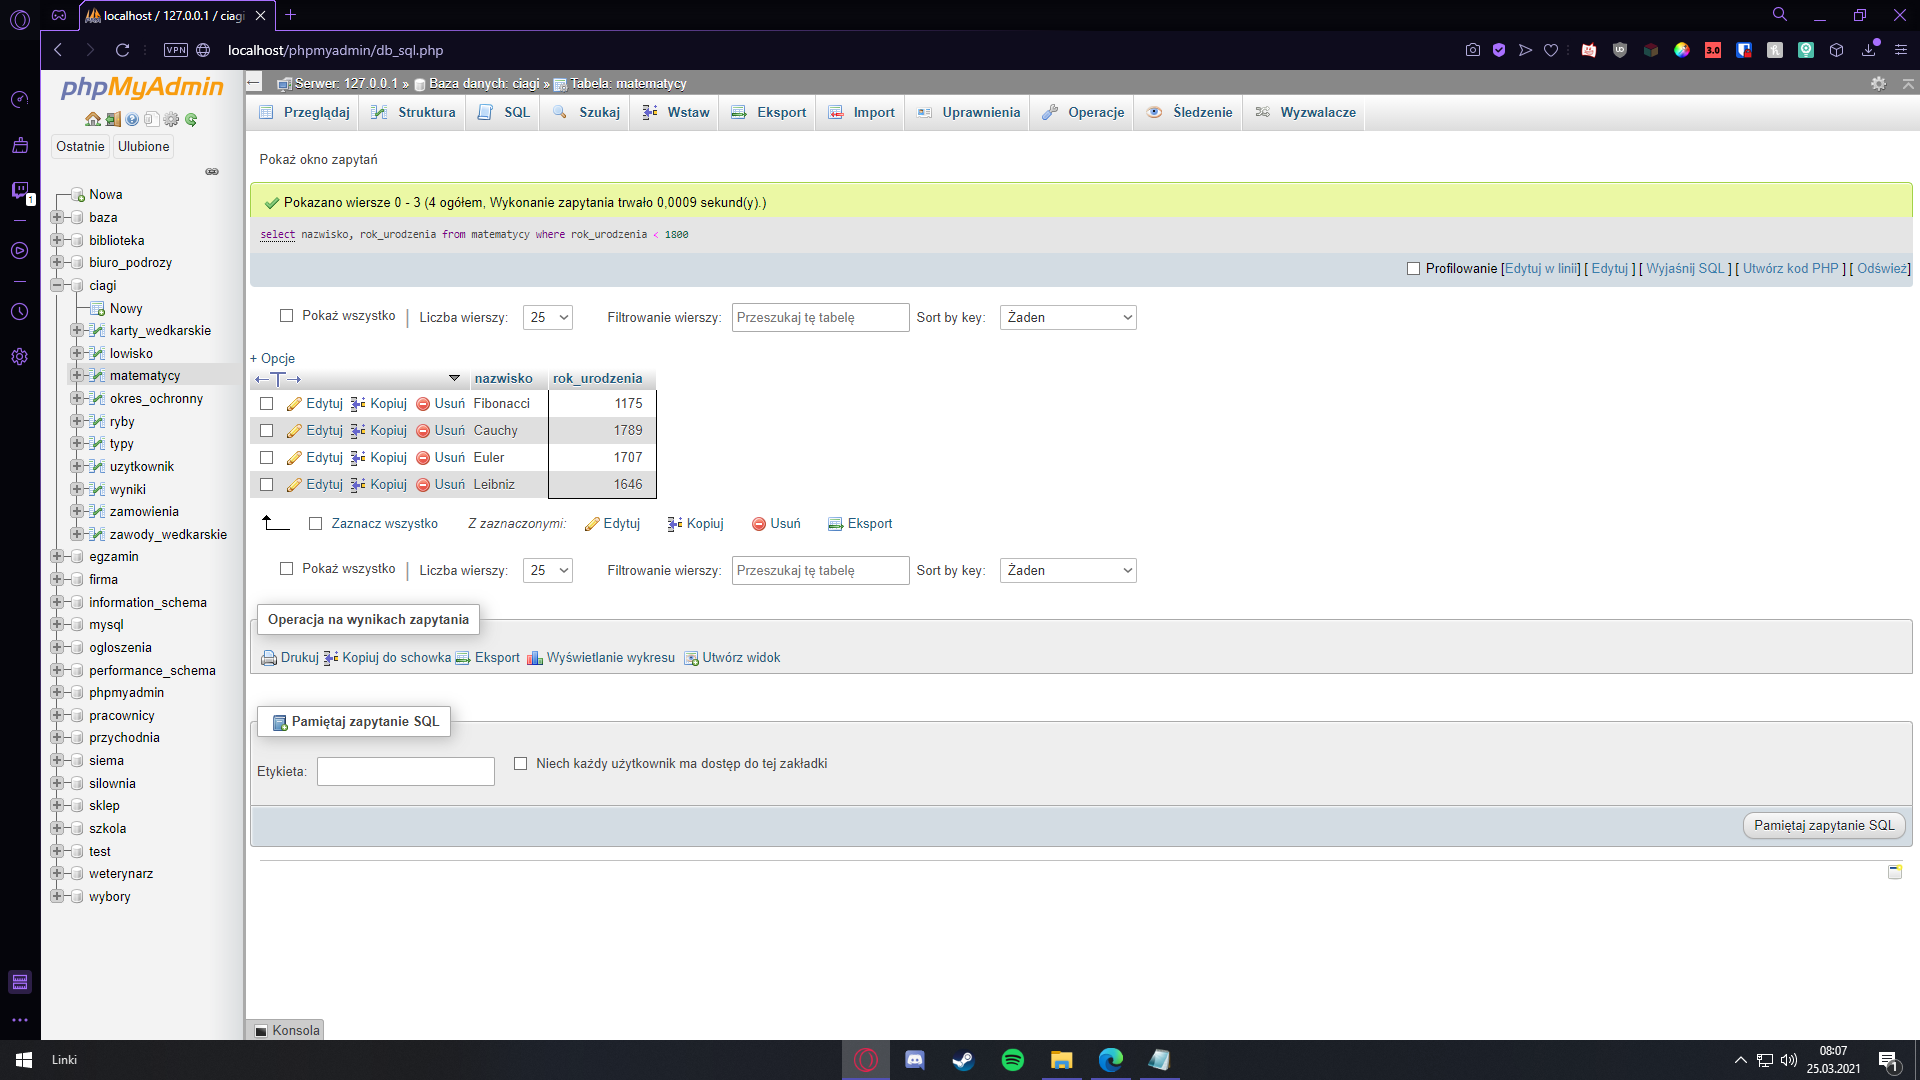 localhost / 127.0.0.1 / ciagi
VPN
localhost/phpmyadmin/db_sql.php
3.0
phpMyAdmin
Ostatnie
Ulubione
Nowa
baza
biblioteka
biuro_podrozy
ciagi
Nowy
karty_wedkarskie
lowisko
matematycy
okres_ochronny
ryby
typy
uzytkownik
wyniki
zamowienia
zawody_wedkarskie
egzamin
firma
information_schema
mysql
ogloszenia
performance_schema
phpmyadmin
pracownicy
przychodnia
siema
silownia
sklep
szkola
test
weterynarz
wybory
1
Serwer: 127.0.0.1 » Baza danych: ciagi » Tabela: matematycy
Przeglądaj Struktura SQL Szukaj Wstaw Eksport Import Uprawnienia Operacje Śledzenie Wyzwalacze
Pokaż okno zapytań
Pokazano wiersze 0 - 3 (4 ogółem, Wykonanie zapytania trwało 0,0009 sekund(y).)
select nazwisko, rok_urodzenia from matematycy where rok_urodzenia < 1800
Profilowanie [Edytuj w linii] [ Edytuj ] [ Wyjaśnij SQL ] [ Utwórz kod PHP ] [ Odśwież]
Pokaż wszystko | Liczba wierszy: 25 Filtrowanie wierszy: Przeszukaj tę tabelę Sort by key: Żaden
+ Opcje
←T→ nazwisko rok_urodzenia
Edytuj Kopiuj Usuń Fibonacci 1175
Edytuj Kopiuj Usuń Cauchy 1789
Edytuj Kopiuj Usuń Euler 1707
Edytuj Kopiuj Usuń Leibniz 1646
Zaznacz wszystko Z zaznaczonymi: Edytuj Kopiuj Usuń Eksport
Pokaż wszystko | Liczba wierszy: 25 Filtrowanie wierszy: Przeszukaj tę tabelę Sort by key: Żaden
Operacja na wynikach zapytania
Drukuj Kopiuj do schowka Eksport Wyświetlanie wykresu Utwórz widok
Pamiętaj zapytanie SQL
Etykieta: Niech każdy użytkownik ma dostęp do tej zakładki
Pamiętaj zapytanie SQL
Konsola
Linki
08:07
25.03.2021
1